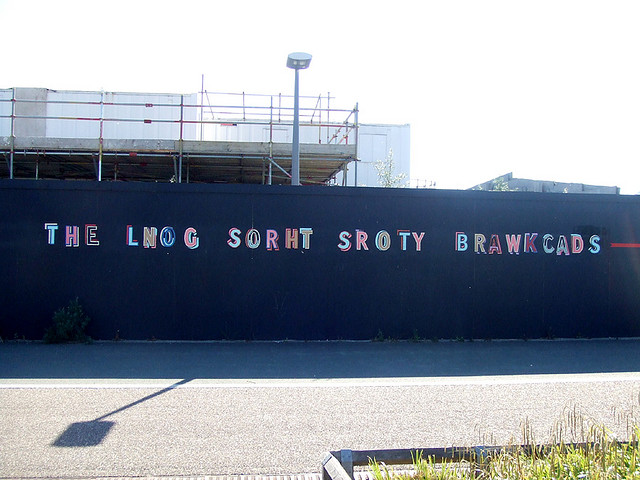 THE LNOG SORHT SROTY BRAWKCADS